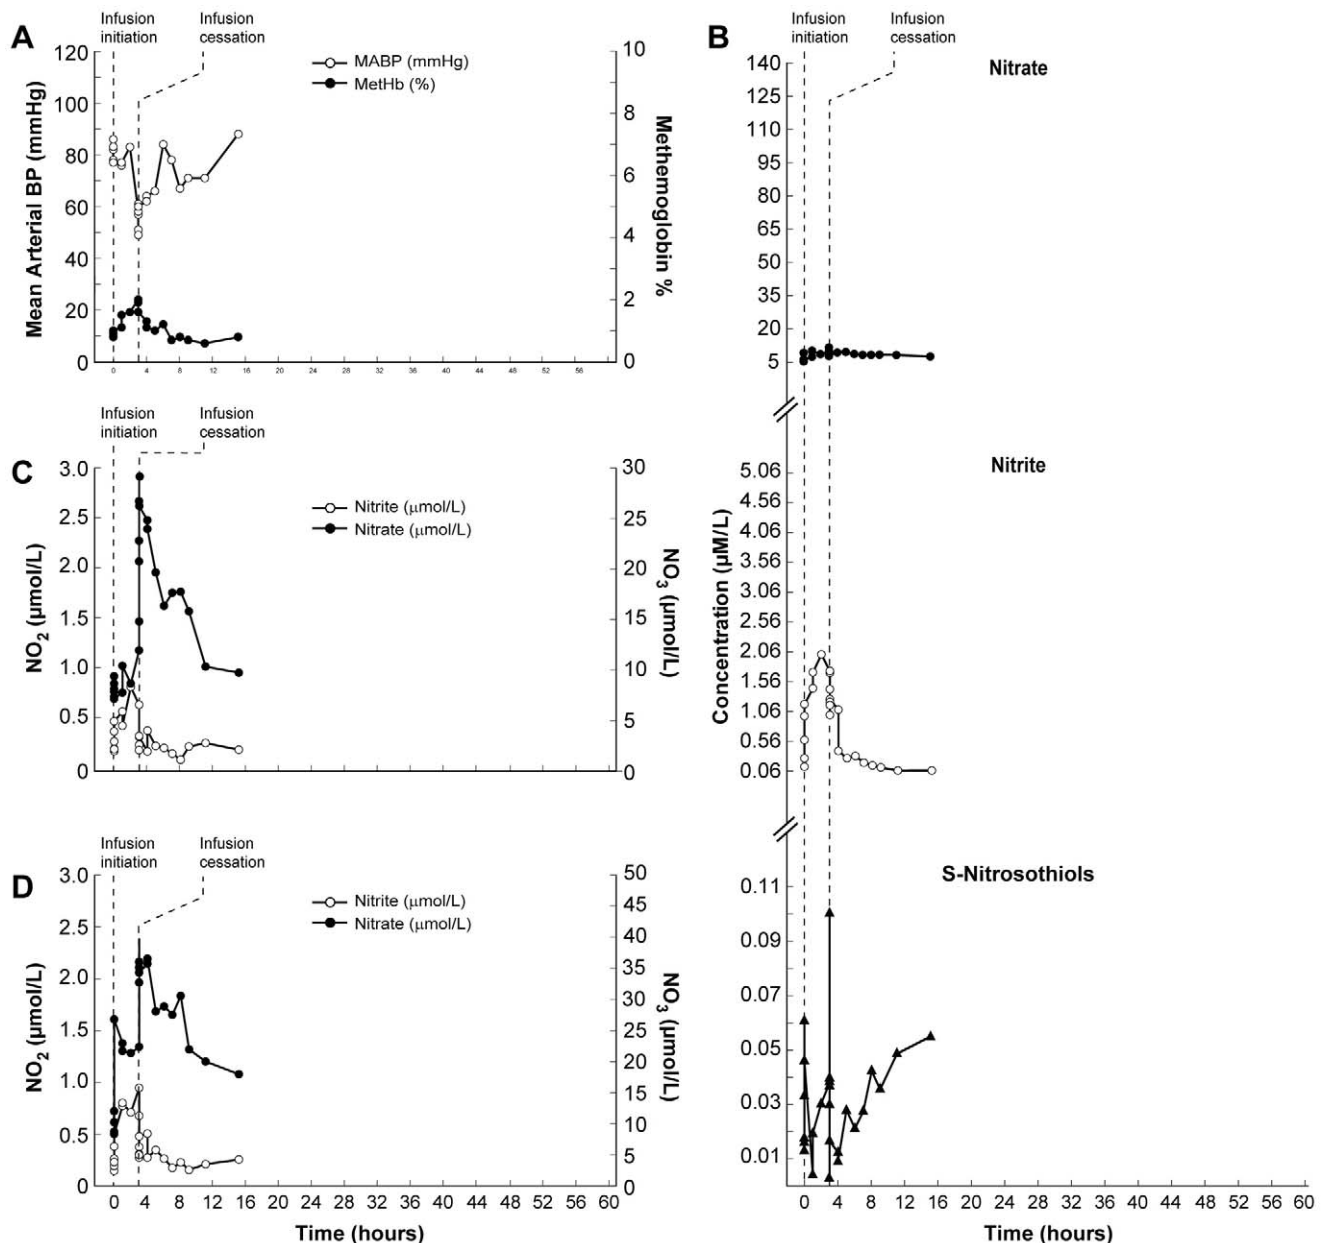 A
Infusion
initiation
Infusion
cessation
MABP (mmHg)
MetHb (%)
Mean Arterial BP (mmHg)
120
100
80
60
40
20
0
10
8
6
4
2
0
Methemoglobin %
0 4 8 12 16 20 24 28 32 36 40 44 48 52 56
B
Infusion
initiation
Infusion
cessation
Nitrate
140
125
110
95
80
65
50
35
20
5
Nitrite
Concentration (µM/L)
5.06
4.56
4.06
3.56
3.06
2.56
2.06
1.56
1.06
0.56
0.06
S-Nitrosothiols
0.11
0.09
0.07
0.05
0.03
0.01
0 4 8 12 16 20 24 28 32 36 40 44 48 52 56 60
Time (hours)
C
Infusion
initiation
Infusion
cessation
Nitrite (µmol/L)
Nitrate (µmol/L)
NO2 (µmol/L)
3.0
2.5
2.0
1.5
1.0
0.5
0
30
25
20
15
10
5
0
NO3 (µmol/L)
D
Infusion
initiation
Infusion
cessation
Nitrite (µmol/L)
Nitrate (µmol/L)
NO2 (µmol/L)
3.0
2.5
2.0
1.5
1.0
0.5
0
50
45
40
35
30
25
20
15
10
5
0
NO3 (µmol/L)
0 4 8 12 16 20 24 28 32 36 40 44 48 52 56 60
Time (hours)